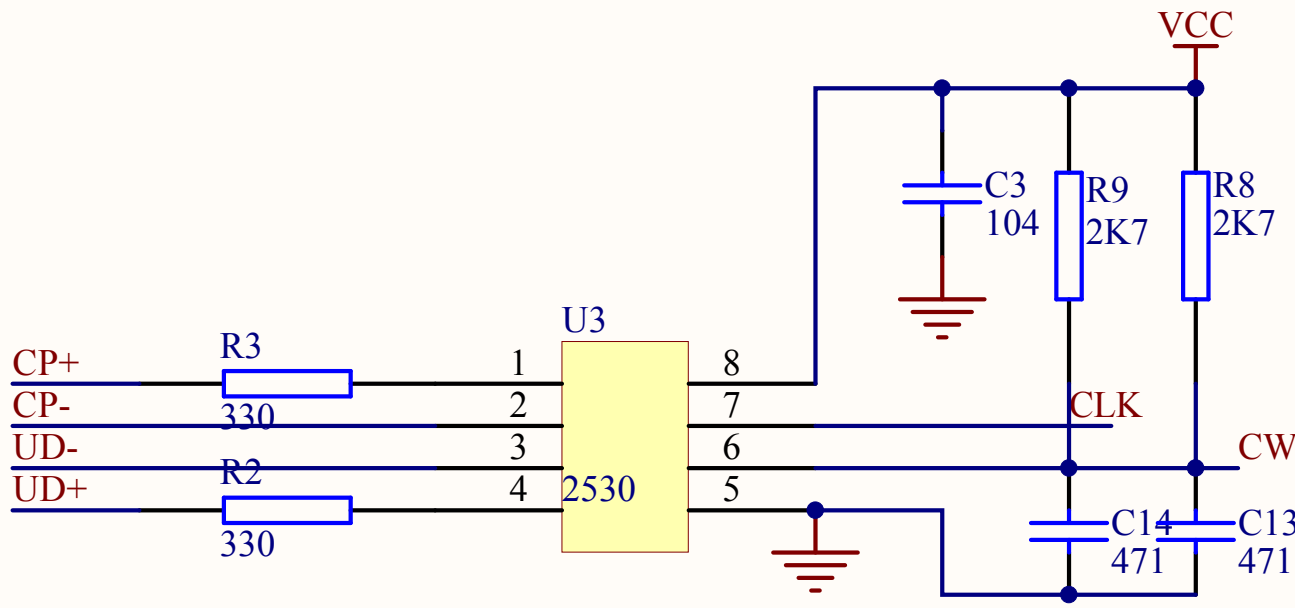 VCC
C3
104
R9
2K7
R8
2K7
U3
R3
330
R2
330
CP+
CP-
UD-
UD+
1
2
3
4
2530
8
7
6
5
CLK
CW
C14
471
C13
471